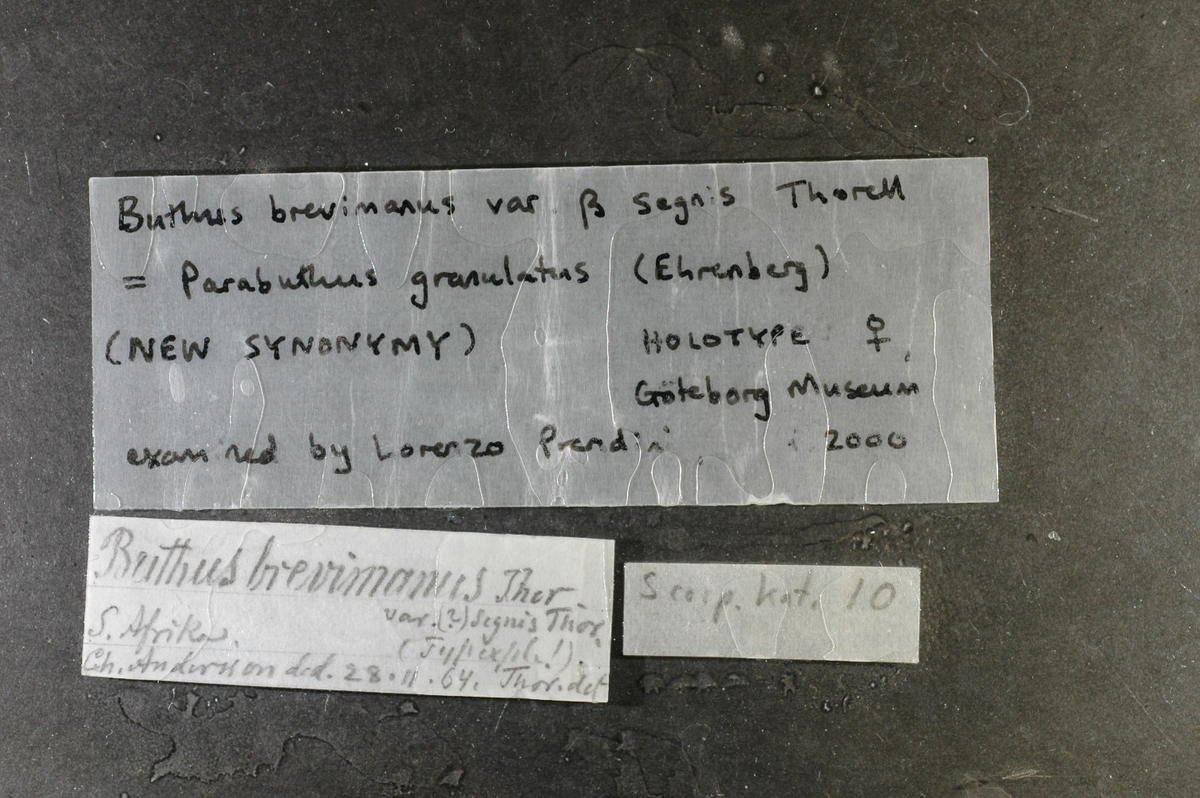 Buthus brevimanus var. β segnis Thorell
= Parabuthus granulatus (Ehrenberg)
(NEW SYNONYMY) HOLOTYPE ♀,
Göteborg Museum
examined by Lorenzo Prendini 2000
Buthus brevimanus Thor.
var. (?) Segnis Thor.
S. Afrika.
(Typexpl.!).
Ch. Andersson ded. 28.11.64. Thor. det
Scorp. kat. 10